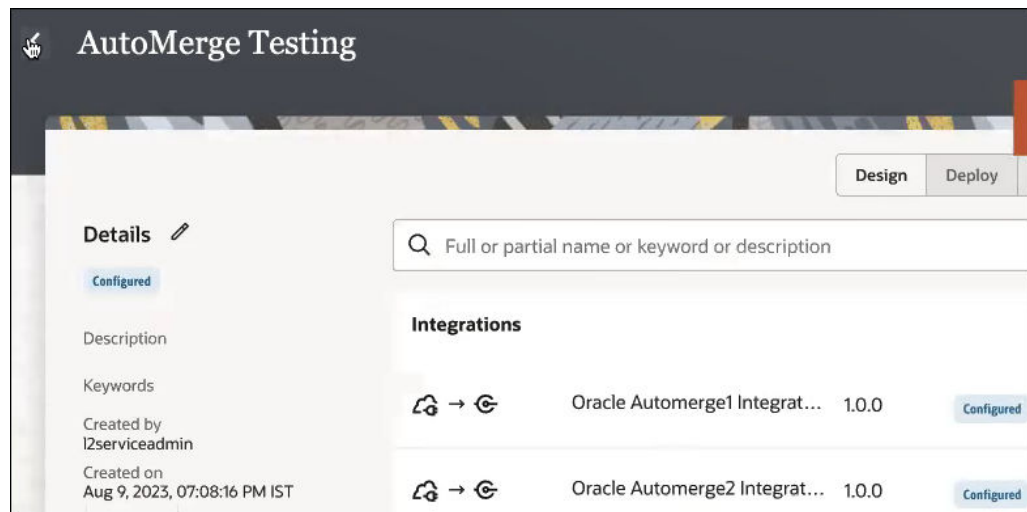 AutoMerge Testing
Design
Deploy
Details
Full or partial name or keyword or description
Configured
Integrations
Description
Keywords
Oracle Automerge1 Integrat... 1.0.0 Configured
Created by
l2serviceadmin
Created on
Aug 9, 2023, 07:08:16 PM IST
Oracle Automerge2 Integrat... 1.0.0 Configured